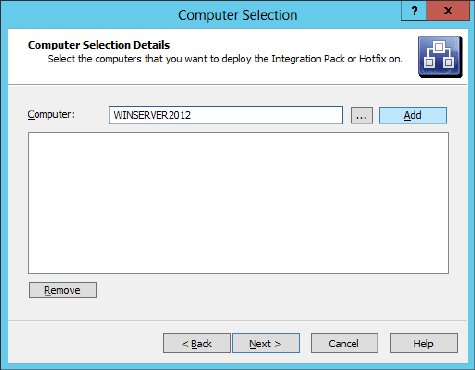 Computer Selection
? x
Computer Selection Details
Select the computers that you want to deploy the Integration Pack or Hotfix on.
Computer: WINSERVER2012 ... Add
Remove
< Back Next > Cancel Help